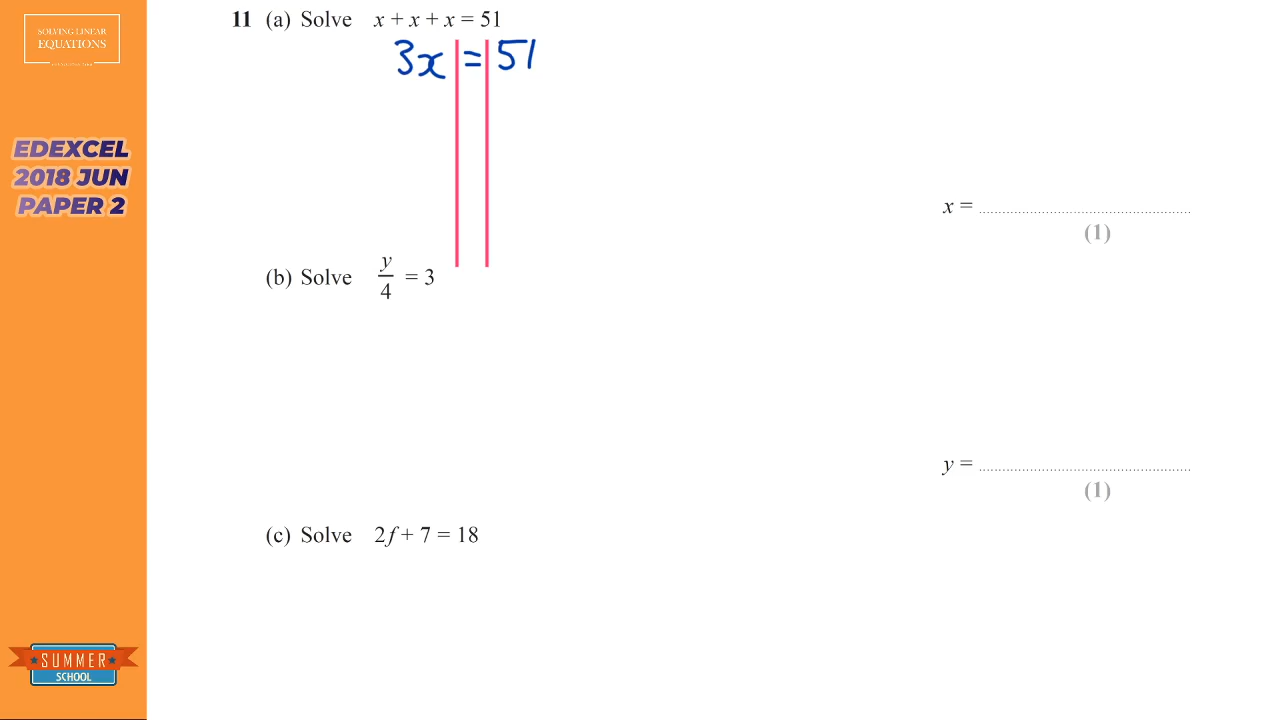 SOLVING LINEAR
EQUATIONS
EDEXCEL
2018 JUN
PAPER 2
11 (a) Solve x + x + x = 51
3x = 51
x =
(1)
(b) Solve y/4 = 3
y =
(1)
(c) Solve 2f + 7 = 18
SUMMER
SCHOOL